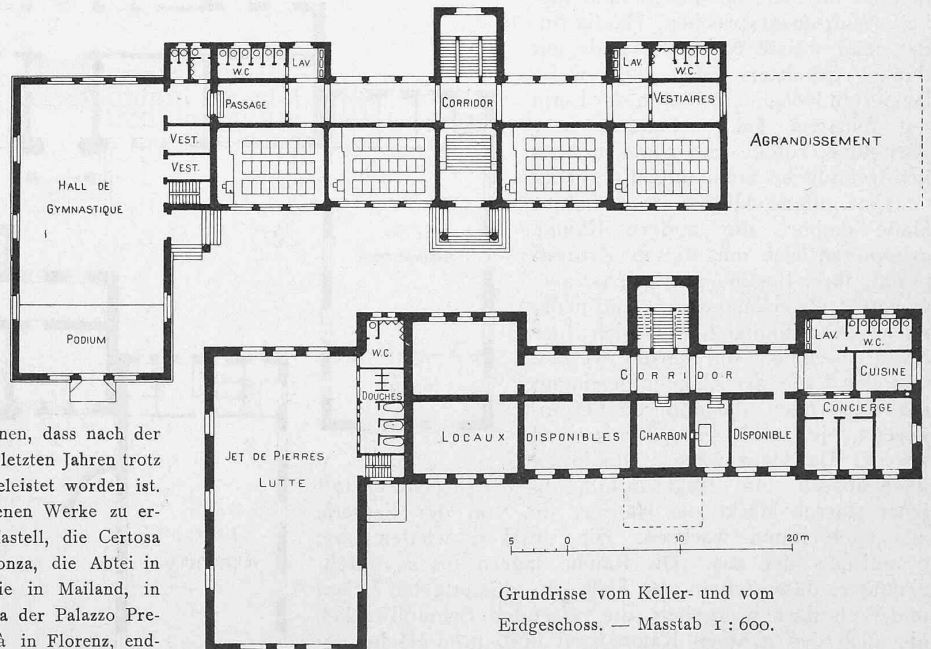 W.C.
LAV.
LAV.
W.C.
PASSAGE
CORRIDOR
VESTIAIRES
VEST.
VEST.
AGRANDISSEMENT
HALL DE
GYMNASTIQUE
PODIUM
W.C.
DOUCHES
LAV.
W.C.
CORRIDOR
CUISINE
CONCIERGE
LOCAUX DISPONIBLES
CHARBON
DISPONIBLE
JET DE PIERRES
LUTTE
nen, dass nach der
letzten Jahren trotz
eleistet worden ist.
enen Werke zu er-
astell, die Certosa
onza, die Abtei in
ie in Mailand, in
a der Palazzo Pre-
à in Florenz, end-
5 0 10 20 m
Grundrisse vom Keller- und vom
Erdgeschoss. — Masstab 1 : 600.